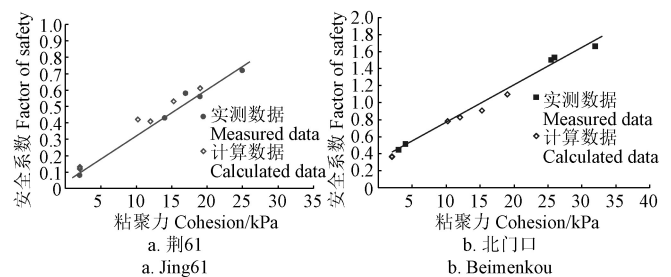 安全系数 Factor of safety
1.0
0.9
0.8
0.7
0.6
0.5
0.4
0.3
0.2
0.1
0
5
10
15
20
25
30
35
实测数据
Measured data
计算数据
Calculated data
粘聚力 Cohesion/kPa
a. 荆61
a. Jing61
安全系数 Factor of safety
2.0
1.8
1.6
1.4
1.2
1.0
0.8
0.6
0.4
0.2
0
5
10
15
20
25
30
35
40
实测数据
Measured data
计算数据
Calculated data
粘聚力 Cohesion/kPa
b. 北门口
b. Beimenkou